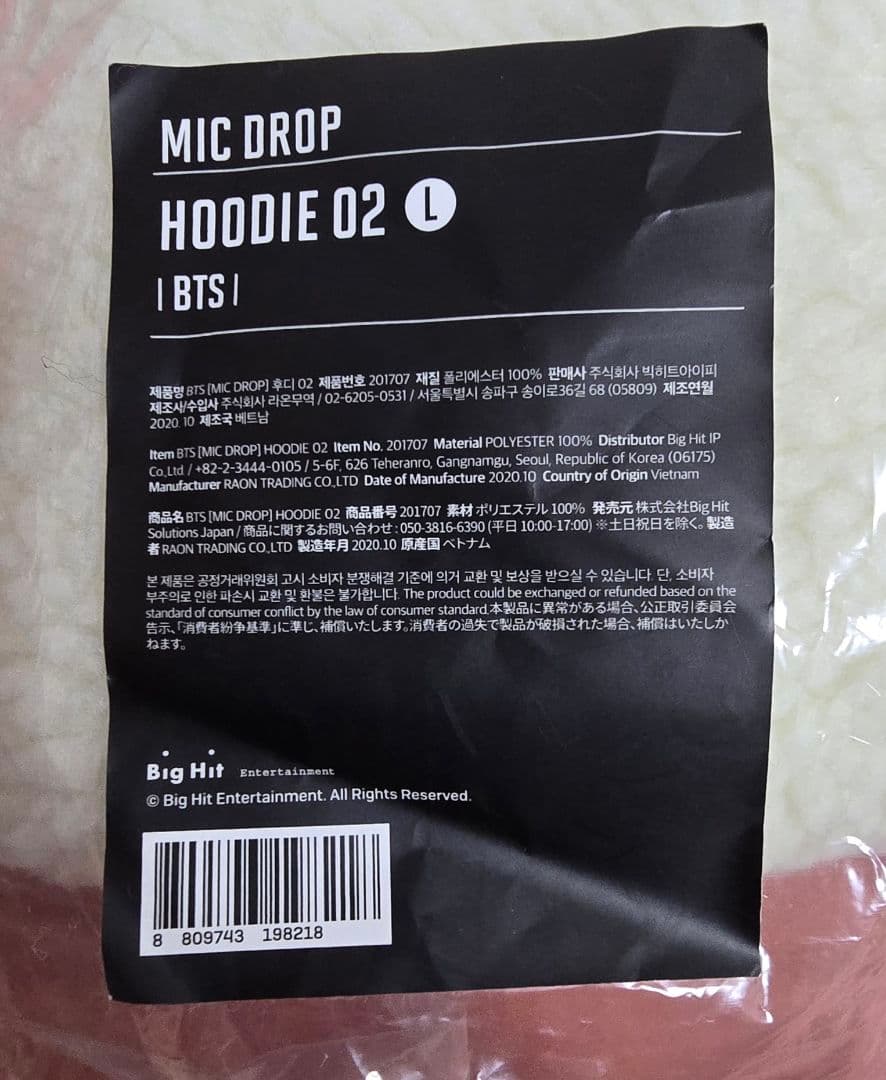 MIC DROP
HOODIE 02 L
| BTS |
제품명 BTS [MIC DROP] 후디 02 제품번호 201707 재질 폴리에스터 100% 판매사 주식회사 빅히트아이피
제조사/수입사 주식회사 라온무역 / 02-6205-0531 / 서울특별시 송파구 송이로36길 68 (05809) 제조연월
2020. 10 제조국 베트남
Item BTS [MIC DROP] HOODIE 02 Item No. 201707 Material POLYESTER 100% Distributor Big Hit IP
Co.,Ltd / +82-2-3444-0105 / 5-6F, 626 Teheranro, Gangnamgu, Seoul, Republic of Korea (06175)
Manufacturer RAON TRADING CO.,LTD Date of Manufacture 2020.10 Country of Origin Vietnam
商品名 BTS [MIC DROP] HOODIE 02 商品番号 201707 素材 ポリエステル 100% 発売元 株式会社Big Hit
Solutions Japan / 商品に関するお問い合わせ : 050-3816-6390 (平日 10:00-17:00) ※土日祝日を除く。 製造
者 RAON TRADING CO.,LTD 製造年月 2020.10 原産国 ベトナム
본 제품은 공정거래위원회 고시 소비자 분쟁해결 기준에 의거 교환 및 보상을 받으실 수 있습니다. 단, 소비자
부주의로 인한 파손시 교환 및 환불은 불가합니다. The product could be exchanged or refunded based on the
standard of consumer conflict by the law of consumer standard.本製品に異常がある場合、公正取引委員会
告示、「消費者紛争基準」に準じ、補償いたします。消費者の過失で製品が破損された場合、補償はいたしか
ねます。
Big Hit Entertainment
© Big Hit Entertainment. All Rights Reserved.
8 809743 198218